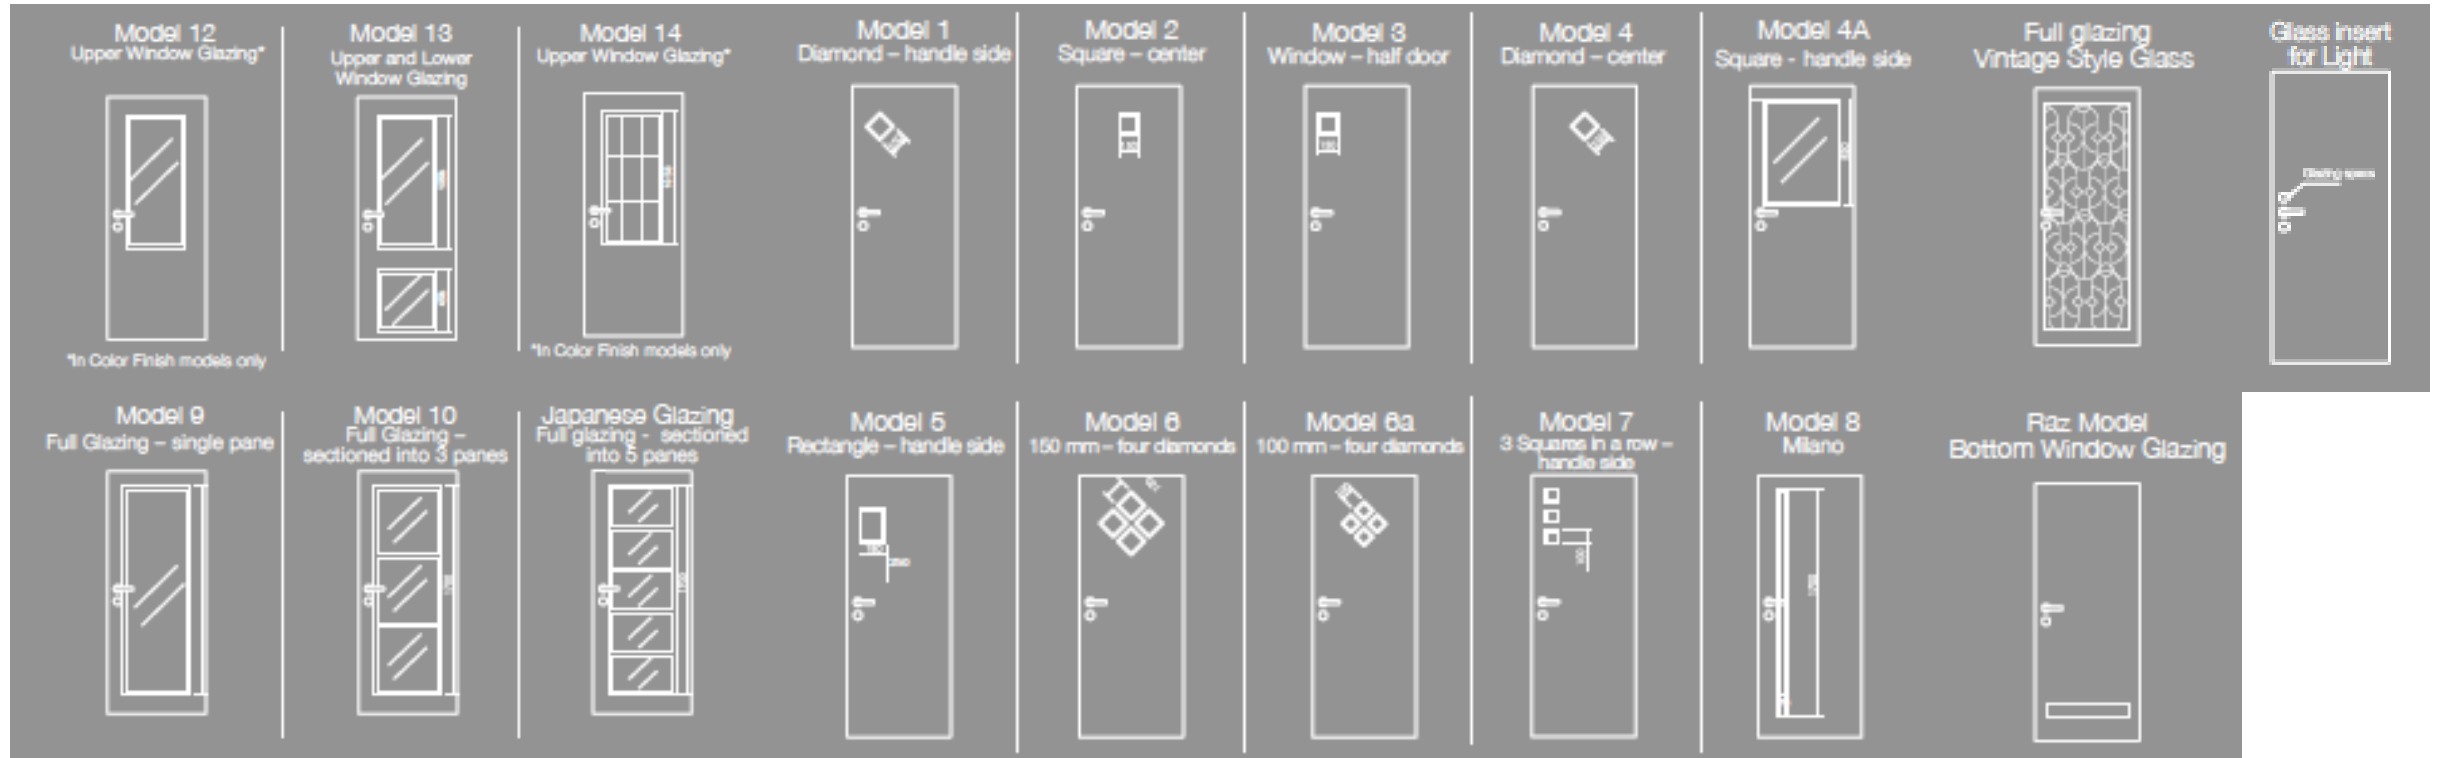 Model 12
Upper Window Glazing*
*In Color Finish models only
Model 13
Upper and Lower
Window Glazing
Model 14
Upper Window Glazing*
*In Color Finish models only
Model 1
Diamond – handle side
Model 2
Square – center
Model 3
Window – half door
Model 4
Diamond – center
Model 4A
Square - handle side
Full glazing
Vintage Style Glass
Glass insert
for Light
Model 9
Full Glazing – single pane
Model 10
Full Glazing –
sectioned into 3 panes
Japanese Glazing
Full glazing - sectioned
into 5 panes
Model 5
Rectangle – handle side
Model 6
150 mm – four diamonds
Model 6a
100 mm – four diamonds
Model 7
3 Squares in a row –
handle side
Model 8
Milano
Raz Model
Bottom Window Glazing